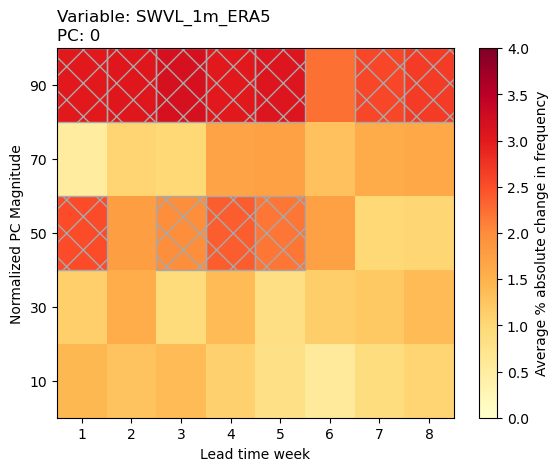 Variable: SWVL_1m_ERA5
PC: 0
90
70
50
30
10
Normalized PC Magnitude
1 2 3 4 5 6 7 8
Lead time week
4.0
3.5
3.0
2.5
2.0
1.5
1.0
0.5
0.0
Average % absolute change in frequency